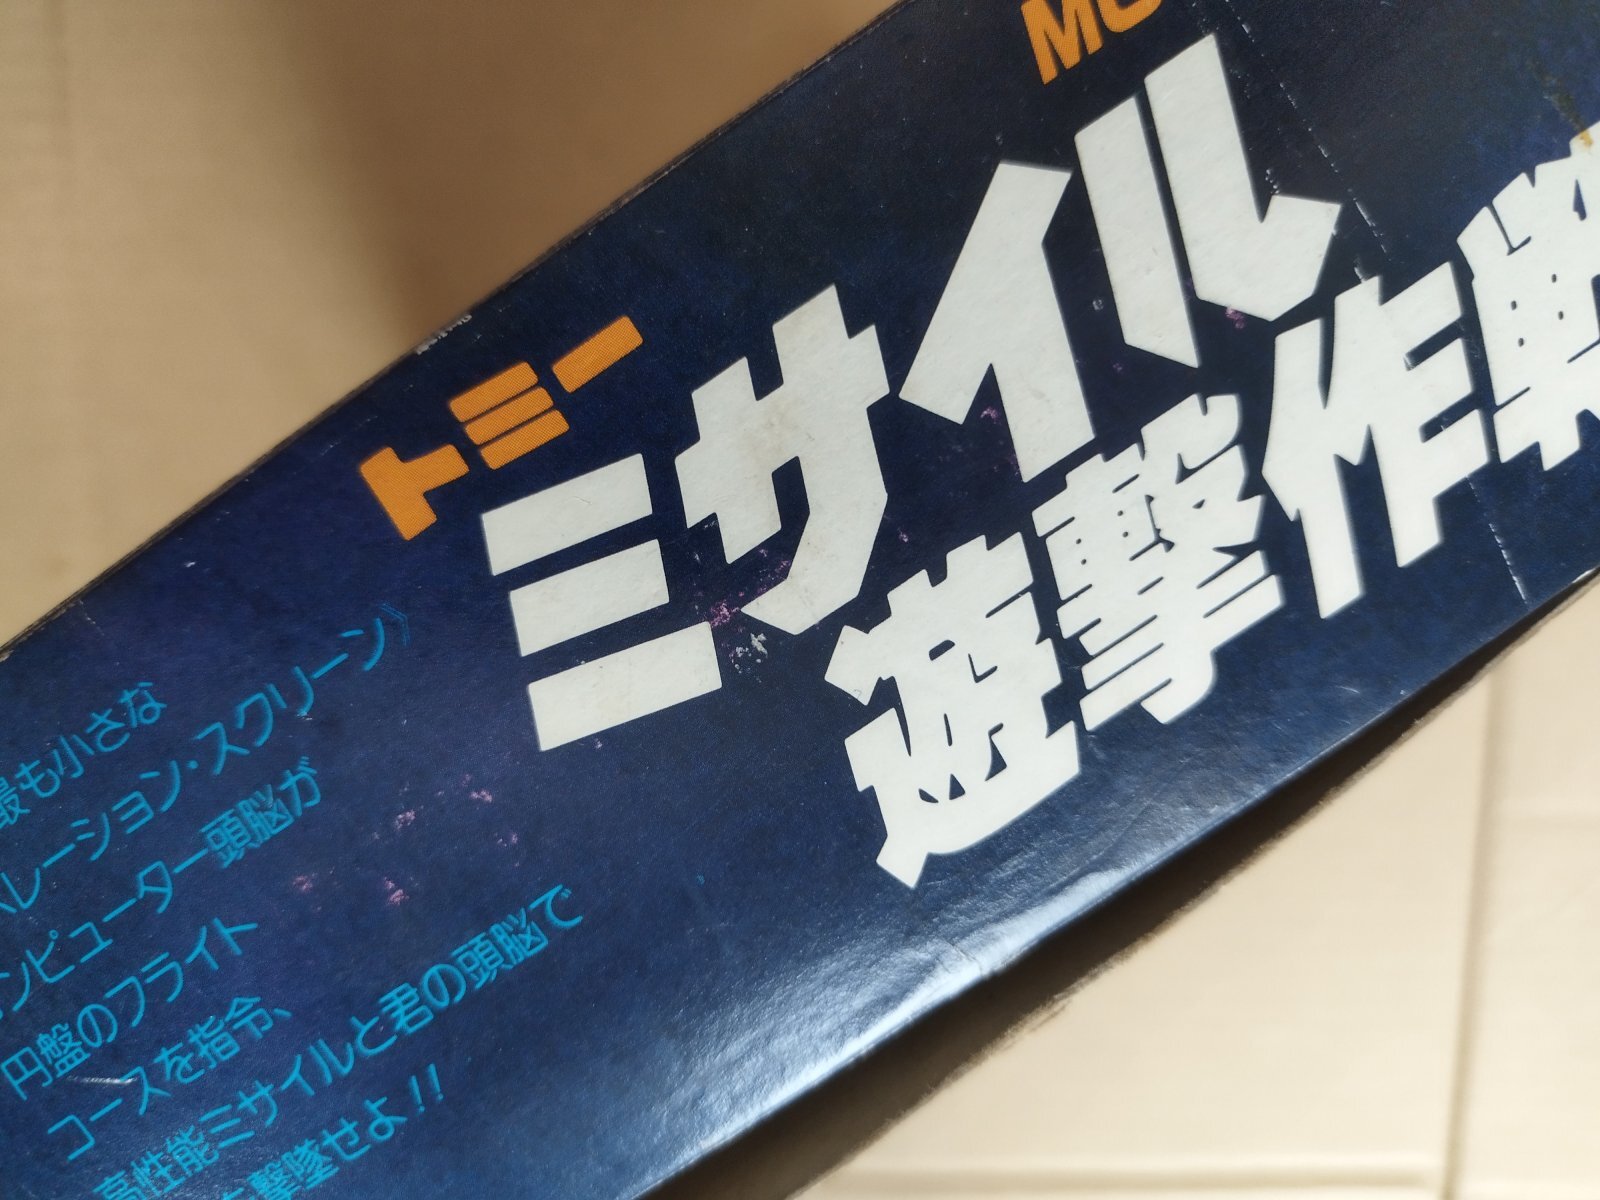 トミー
ミサイル
遊撃作戦
最も小さな
レーション・スクリーン》
ンピューター頭脳が
円盤のフライト
コースを指令、
高性能ミサイルと君の頭脳で
撃墜せよ!!